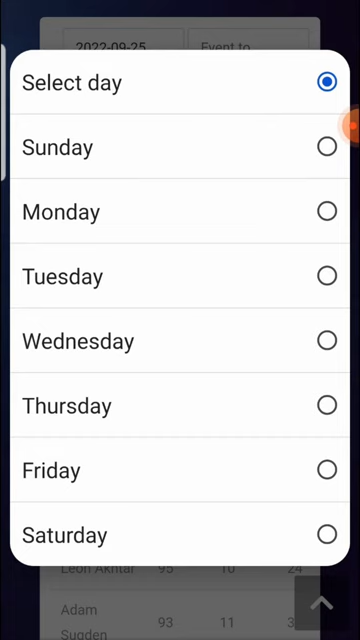 2022-09-25 Event to
Select day
Sunday
Monday
Tuesday
Wednesday
Thursday
Friday
Saturday
Leon Akhtar 95 10 24
Adam 93 11
Sugden